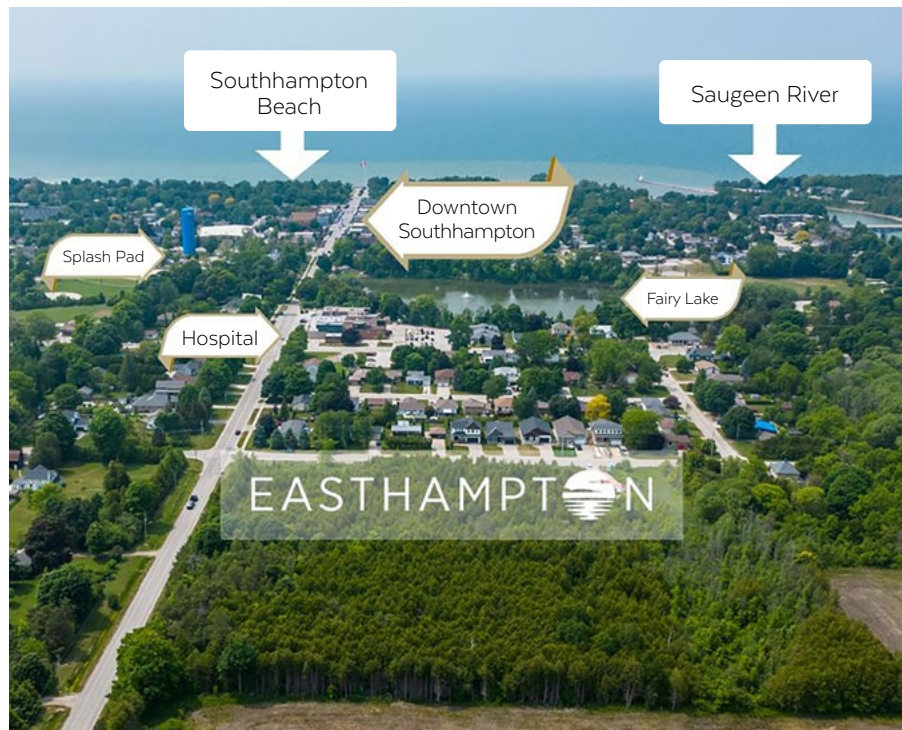 Southhampton
Beach
Saugeen River
Downtown
Southhampton
Splash Pad
Fairy Lake
Hospital
EASTHAMPTON